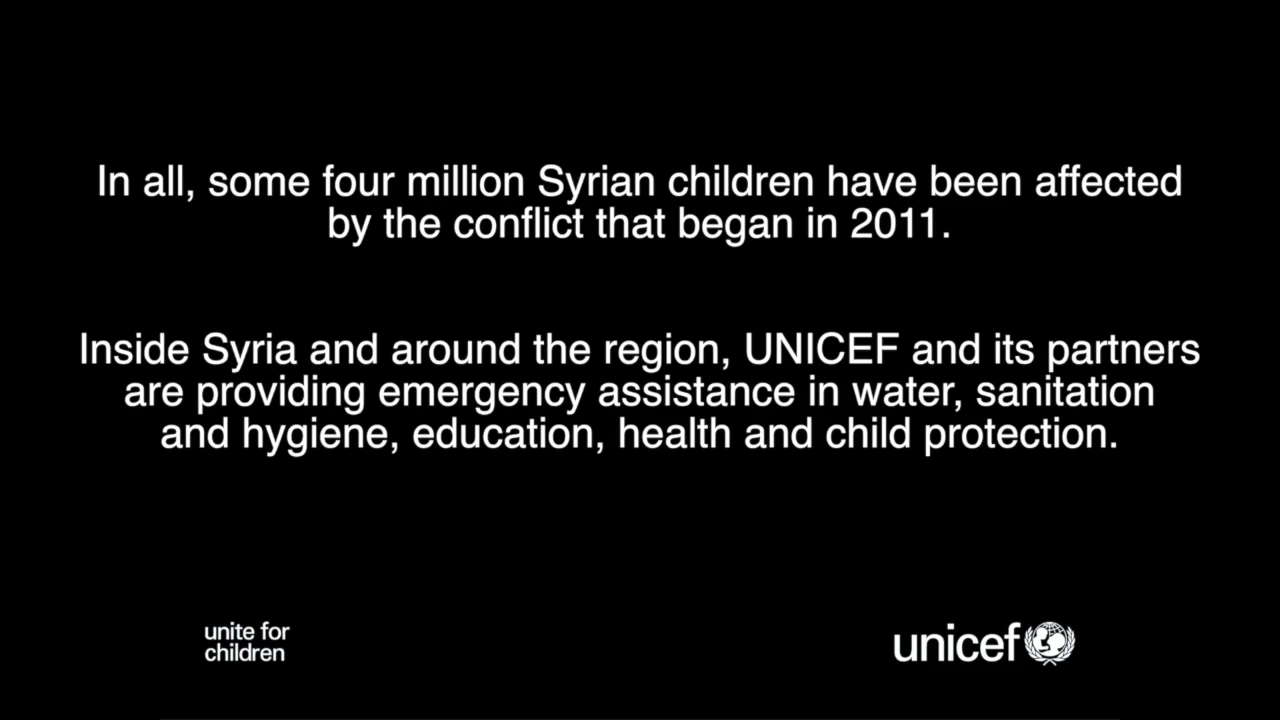 In all, some four million Syrian children have been affected
by the conflict that began in 2011.
Inside Syria and around the region, UNICEF and its partners
are providing emergency assistance in water, sanitation
and hygiene, education, health and child protection.
unite for
children
unicef